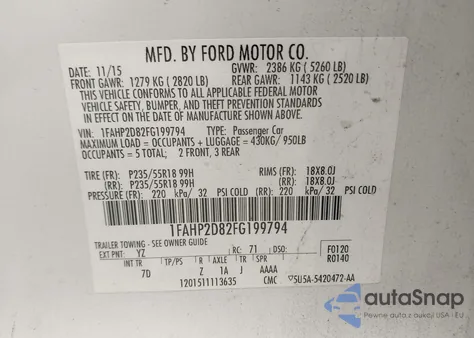 MFD. BY FORD MOTOR CO.
DATE: 11/15 GVWR: 2386 KG ( 5260 LB)
FRONT GAWR: 1279 KG ( 2820 LB) REAR GAWR: 1143 KG ( 2520 LB)
THIS VEHICLE CONFORMS TO ALL APPLICABLE FEDERAL MOTOR
VEHICLE SAFETY, BUMPER, AND THEFT PREVENTION STANDARDS
IN EFFECT ON THE DATE OF MANUFACTURE SHOWN ABOVE.
VIN: 1FAHP2D82FG199794 TYPE: Passenger Car
MAXIMUM LOAD = OCCUPANTS + LUGGAGE = 430KG/ 950LB
OCCUPANTS = 5 TOTAL; 2 FRONT, 3 REAR
TIRE (FR): P235/55R18 99H RIMS (FR): 18X8.0J
(RR): P235/55R18 99H (RR): 18X8.0J
PRESSURE (FR): 220 kPa/ 32 PSI COLD (RR): 220 kPa/ 32 PSI COLD
1FAHP2D82FG199794
TRAILER TOWING - SEE OWNER GUIDE
EXT PNT: YZ RC: 71 DSO: F0120
R0140
INT TR TP/PS R AXLE TR SPR
7D Z 1A J AAAA
1201511113635 CMC 5U5A-5420472-AA
autoSnap
Pewne auto z aukcji USA - EU